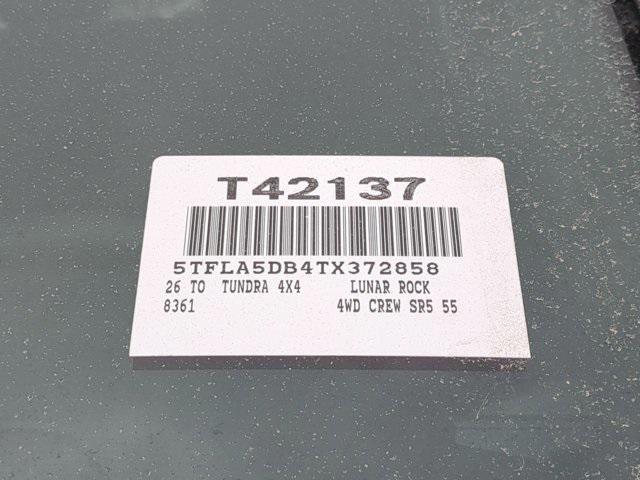 T42137
5TFLA5DB4TX372858
26 TO TUNDRA 4X4 LUNAR ROCK
8361 4WD CREW SR5 55